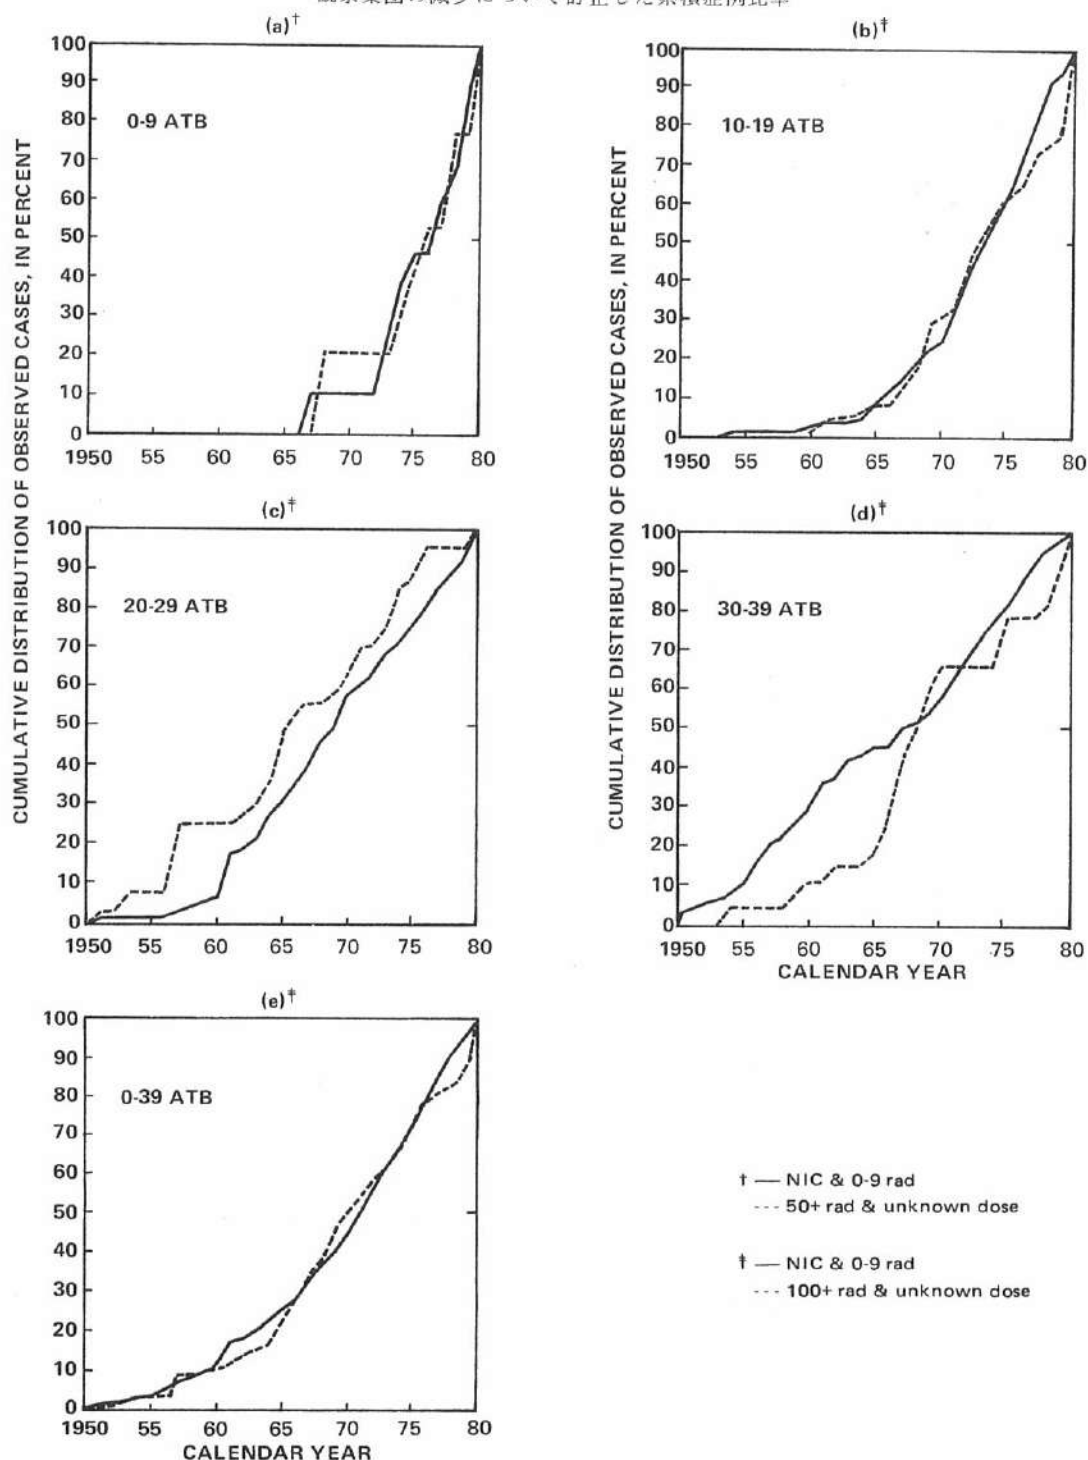 (a)†
100
90
80
70
60
50
40
30
20
10
0
0-9 ATB
1950 55 60 65 70 75 80
(b)‡
100
90
80
70
60
50
40
30
20
10
0
10-19 ATB
1950 55 60 65 70 75 80
CUMULATIVE DISTRIBUTION OF OBSERVED CASES, IN PERCENT
CUMULATIVE DISTRIBUTION OF OBSERVED CASES, IN PERCENT
(c)‡
100
90
80
70
60
50
40
30
20
10
0
20-29 ATB
1950 55 60 65 70 75 80
(d)‡
100
90
80
70
60
50
40
30
20
10
0
30-39 ATB
1950 55 60 65 70 75 80
CALENDAR YEAR
(e)‡
100
90
80
70
60
50
40
30
20
10
0
0-39 ATB
1950 55 60 65 70 75 80
CALENDAR YEAR
† — NIC & 0-9 rad
--- 50+ rad & unknown dose
‡ — NIC & 0-9 rad
--- 100+ rad & unknown dose